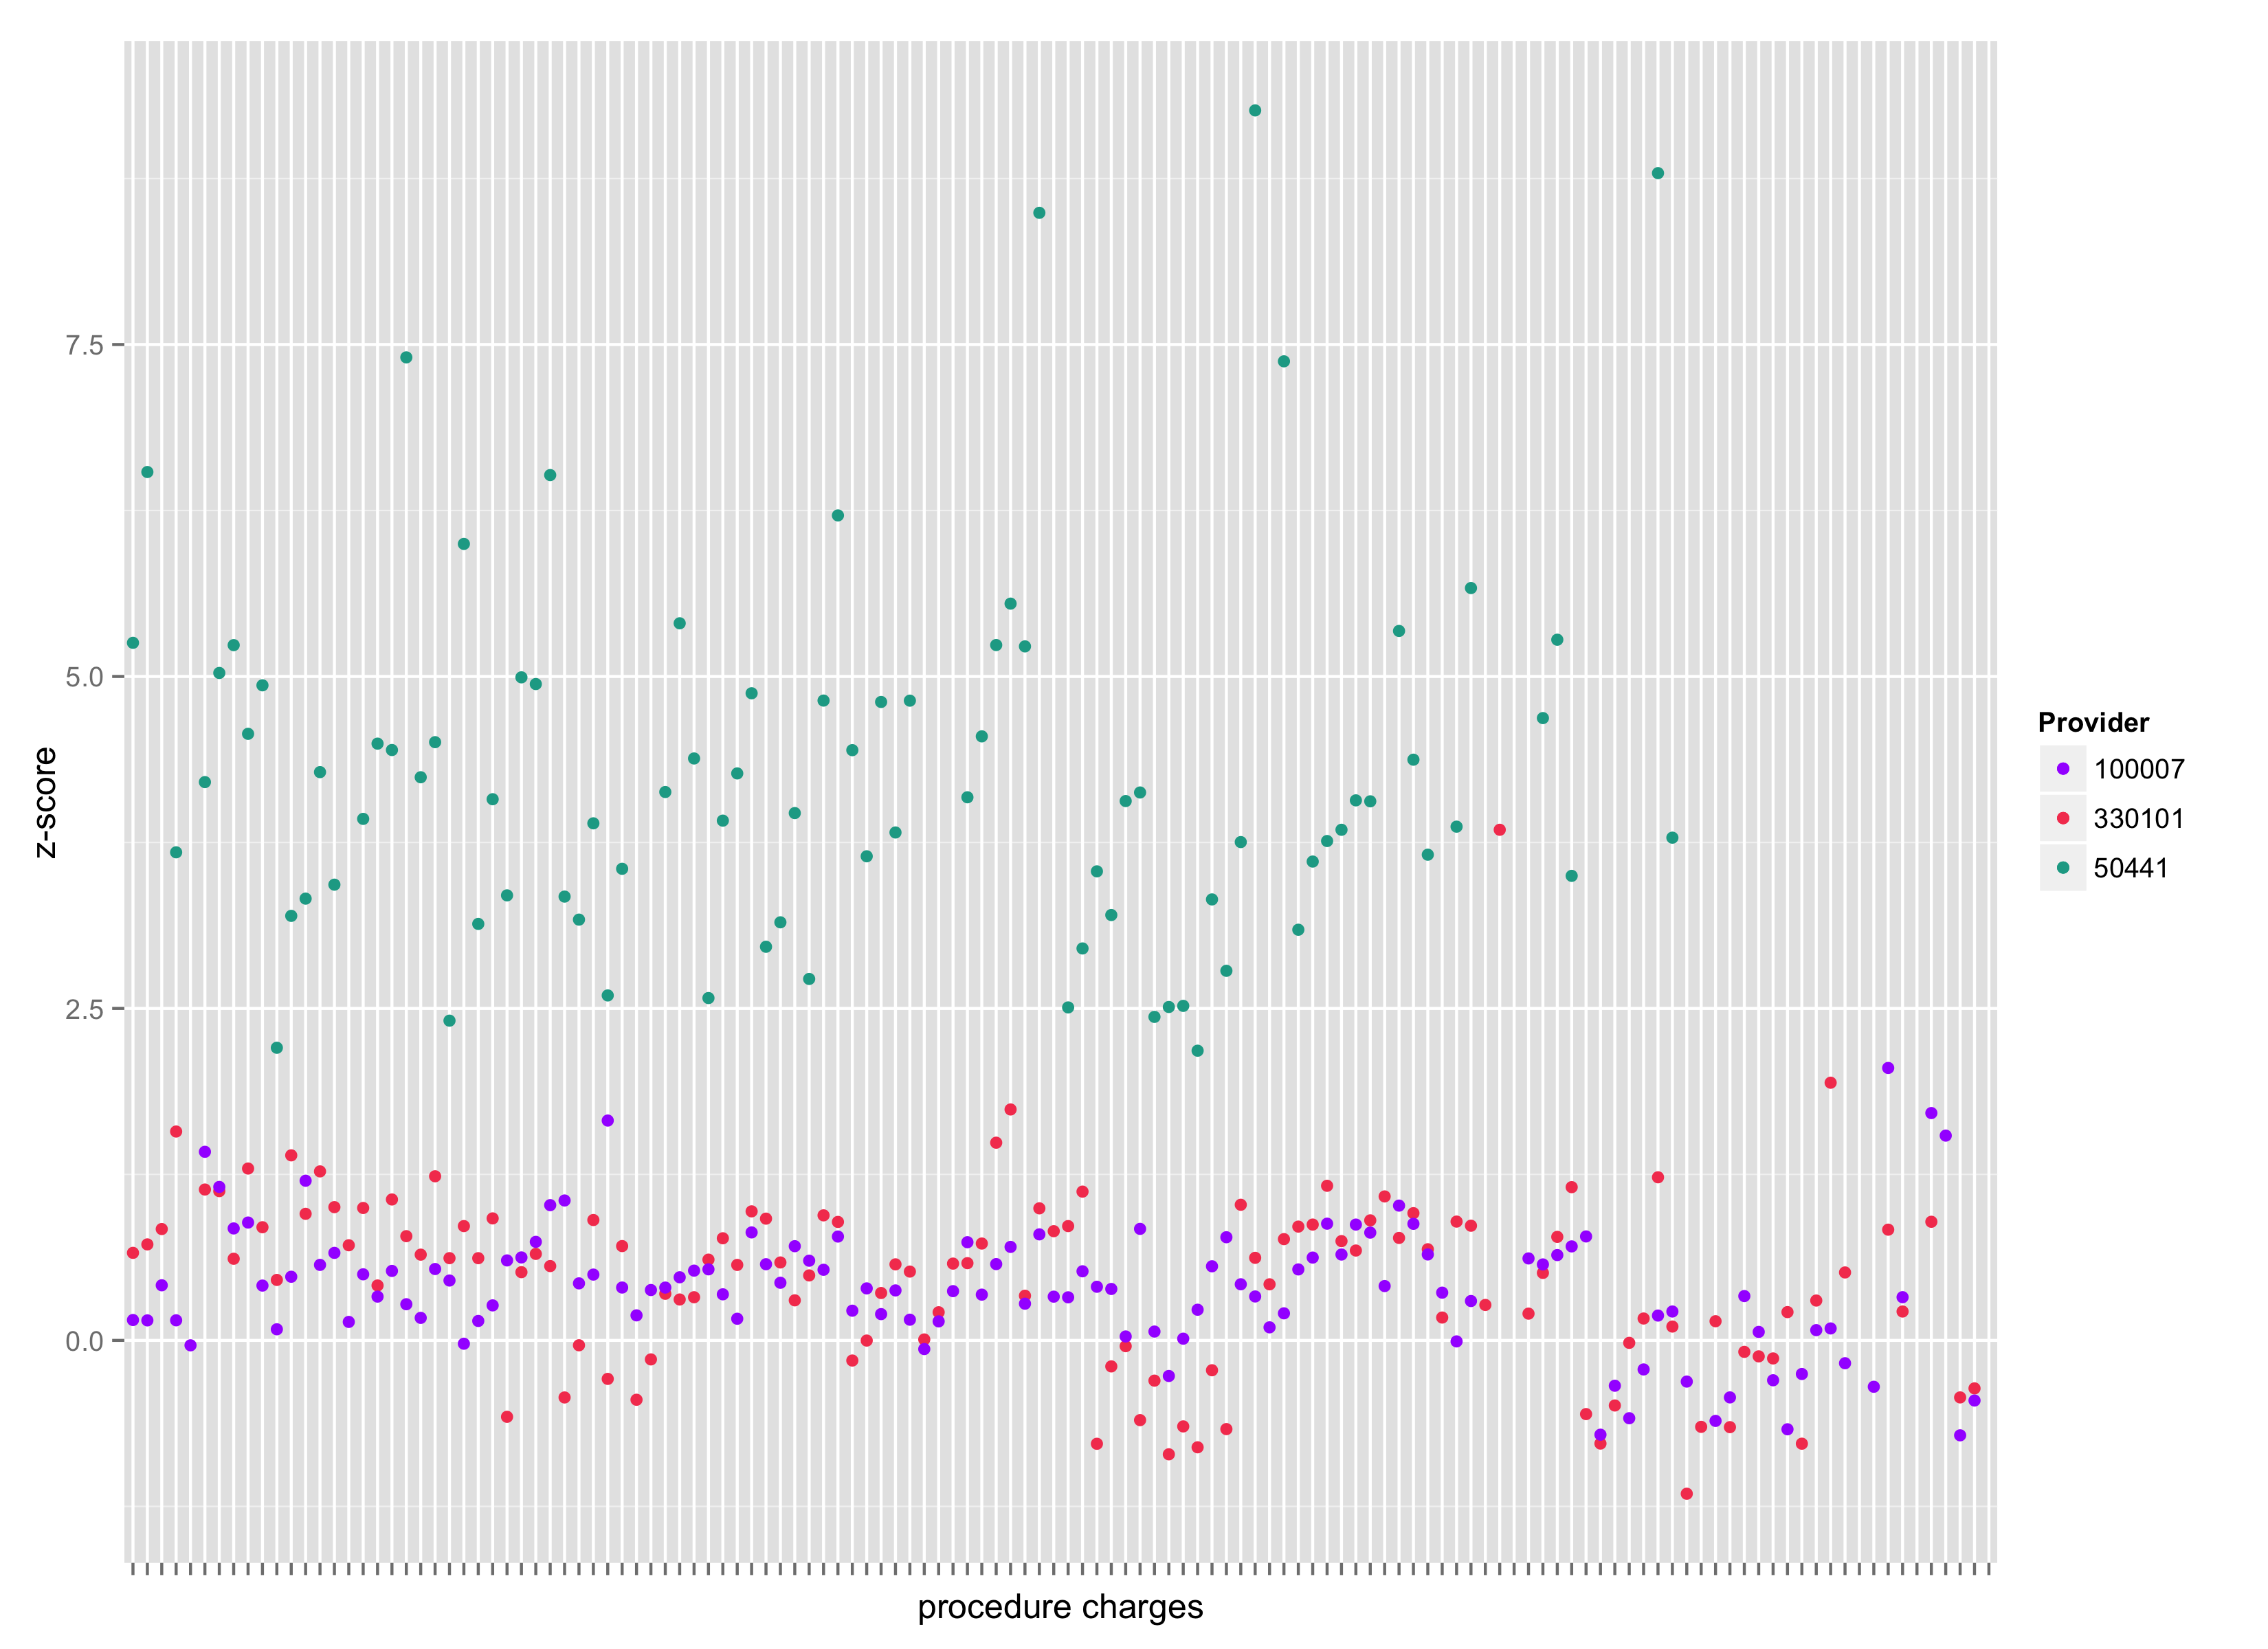 7.5
5.0
2.5
0.0
z-score
procedure charges
Provider
100007
330101
50441